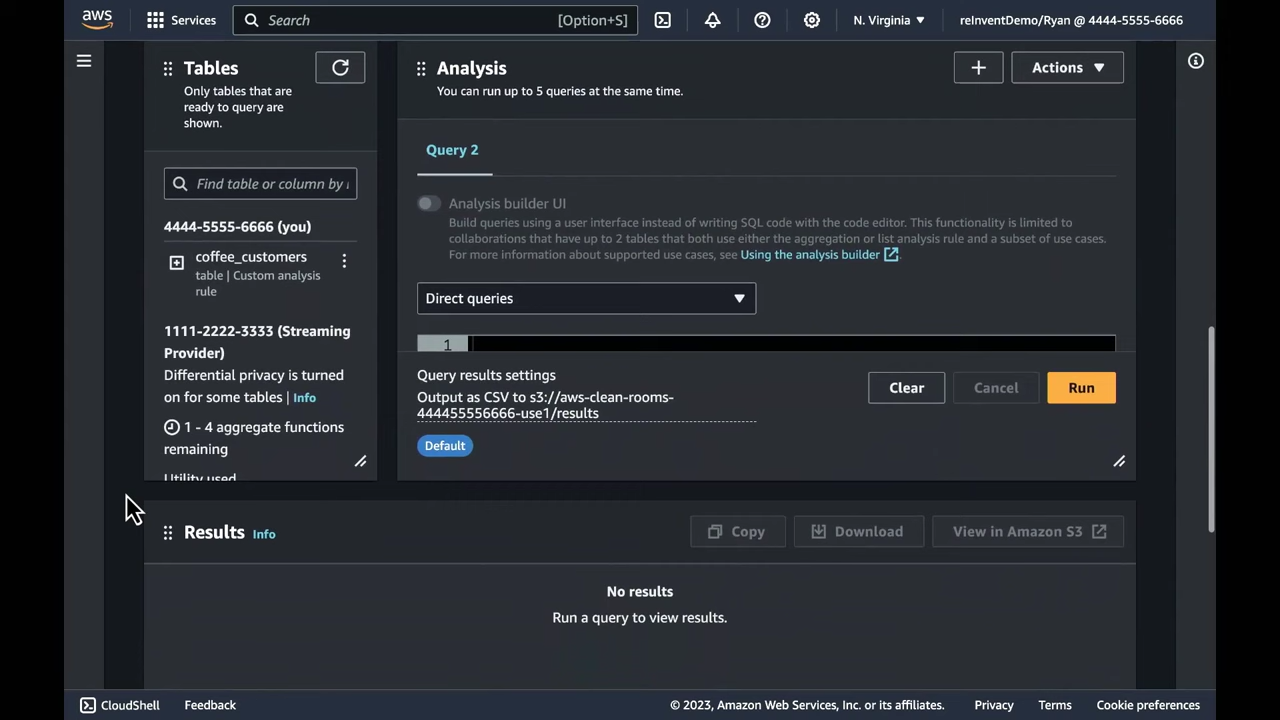 aws
Services
Search
[Option+S]
N. Virginia
reInventDemo/Ryan @ 4444-5555-6666
Tables
Only tables that are
ready to query are
shown.
Find table or column by
4444-5555-6666 (you)
coffee_customers
table | Custom analysis
rule
1111-2222-3333 (Streaming
Provider)
Differential privacy is turned
on for some tables | Info
1 - 4 aggregate functions
remaining
Utility used
Analysis
You can run up to 5 queries at the same time.
Actions
Query 2
Analysis builder UI
Build queries using a user interface instead of writing SQL code with the code editor. This functionality is limited to
collaborations that have up to 2 tables that both use either the aggregation or list analysis rule and a subset of use cases.
For more information about supported use cases, see Using the analysis builder.
Direct queries
1
Query results settings
Output as CSV to s3://aws-clean-rooms-
444455556666-use1/results
Default
Clear
Cancel
Run
Results Info
Copy
Download
View in Amazon S3
No results
Run a query to view results.
CloudShell
Feedback
© 2023, Amazon Web Services, Inc. or its affiliates.
Privacy
Terms
Cookie preferences